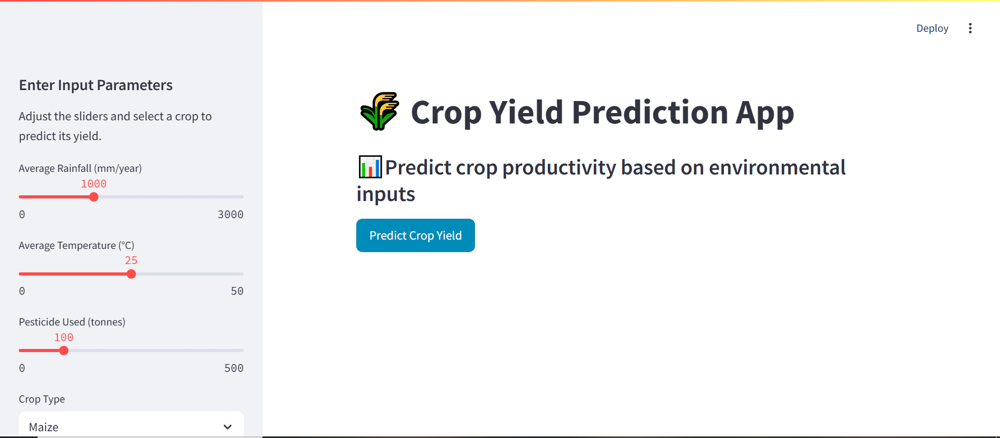 Deploy
Enter Input Parameters
Adjust the sliders and select a crop to
predict its yield.
Average Rainfall (mm/year)
1000
0 3000
Average Temperature (°C)
25
0 50
Pesticide Used (tonnes)
100
0 500
Crop Type
Maize
Crop Yield Prediction App
Predict crop productivity based on environmental
inputs
Predict Crop Yield